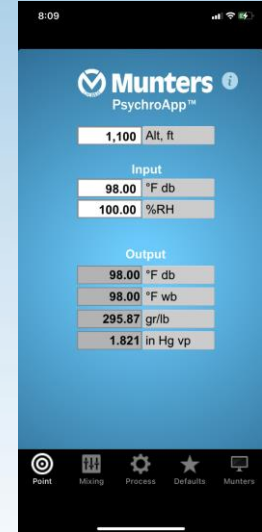 8:09
Munters
PsychroApp™
1,100 Alt, ft
Input
98.00 °F db
100.00 %RH
Output
98.00 °F db
98.00 °F wb
295.87 gr/lb
1.821 in Hg vp
Point Mixing Process Defaults Munters